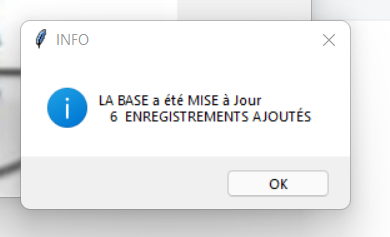 INFO
LA BASE a été MISE à Jour
6 ENREGISTREMENTS AJOUTÉS
OK